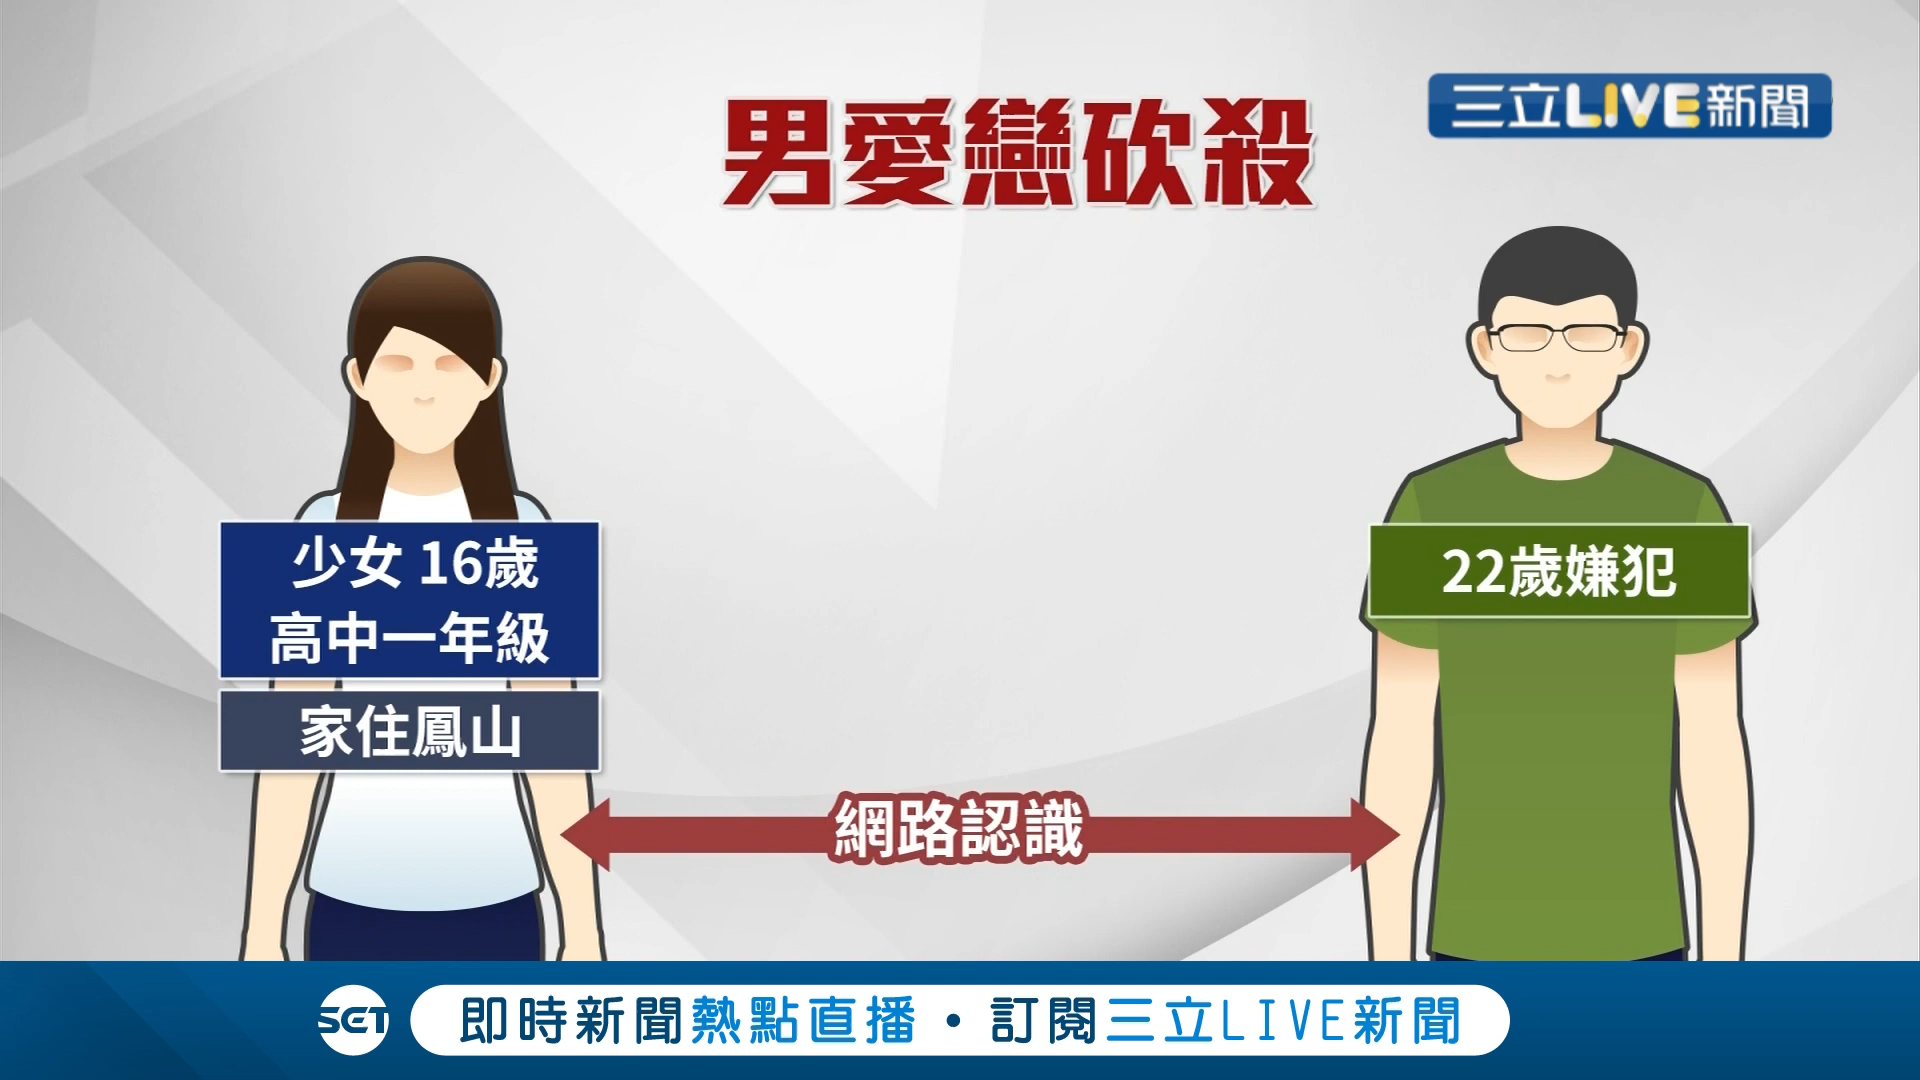 三立LIVE新聞
男愛戀砍殺
少女 16歲
高中一年級
家住鳳山
22歲嫌犯
網路認識
SET 即時新聞熱點直播・訂閱三立LIVE新聞